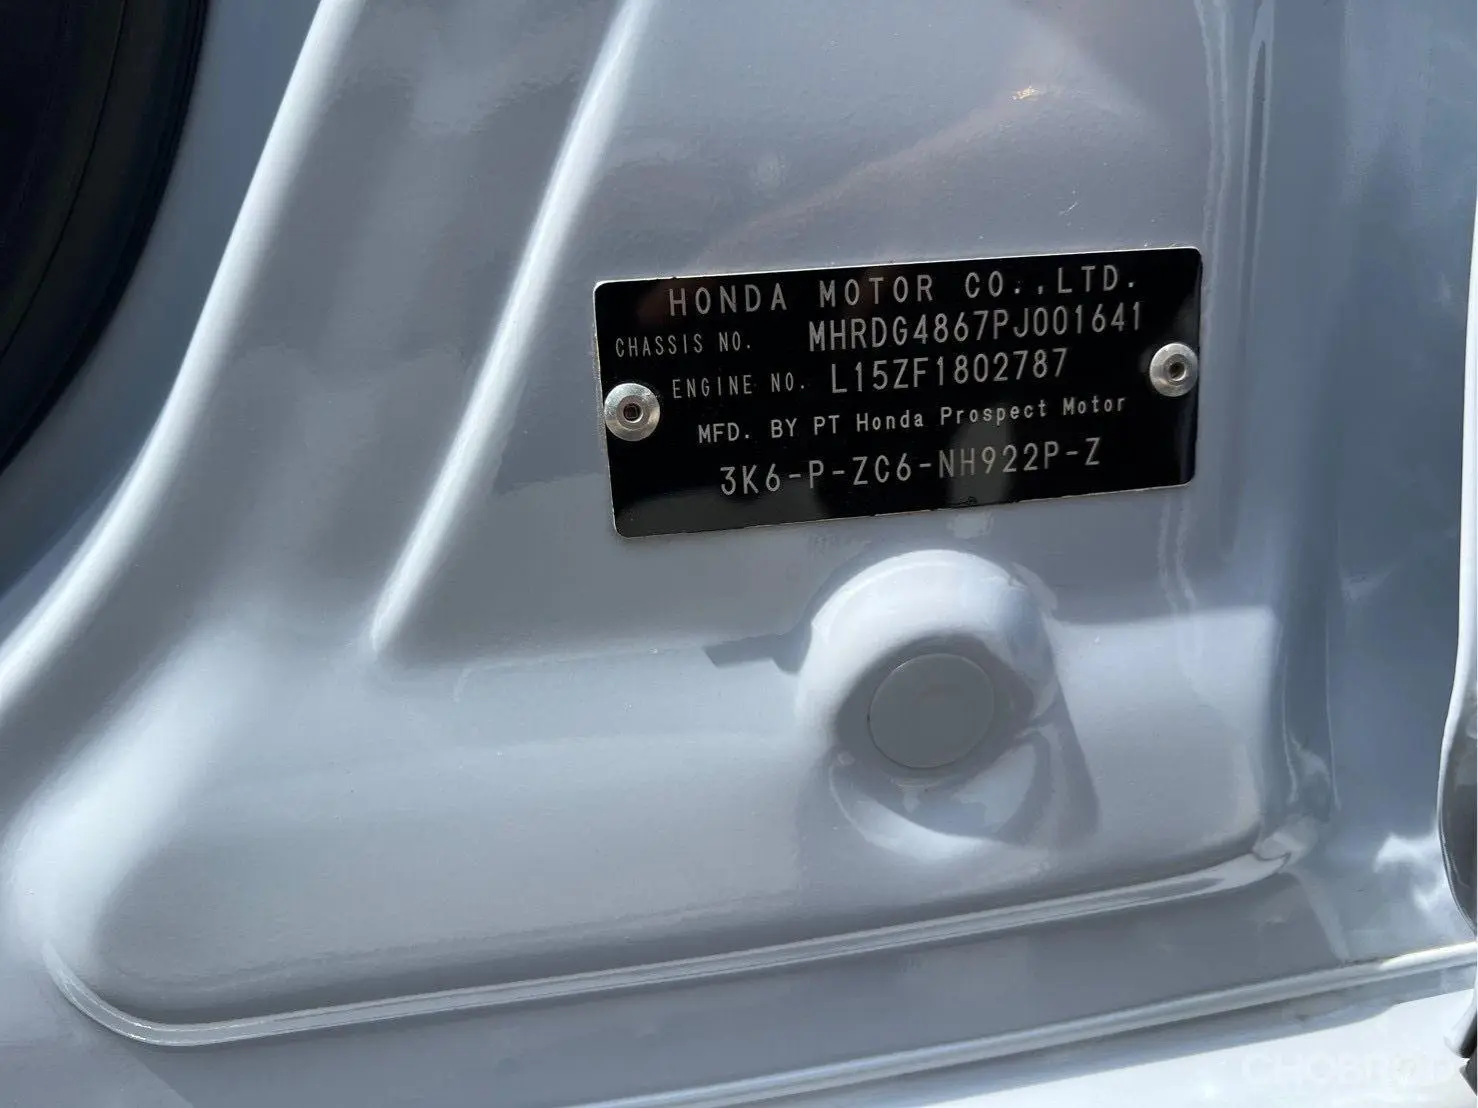 HONDA MOTOR CO.,LTD.
CHASSIS NO. MHRDG4867PJ001641
ENGINE NO. L15ZF1802787
MFD. BY PT Honda Prospect Motor
3K6-P-ZC6-NH922P-Z